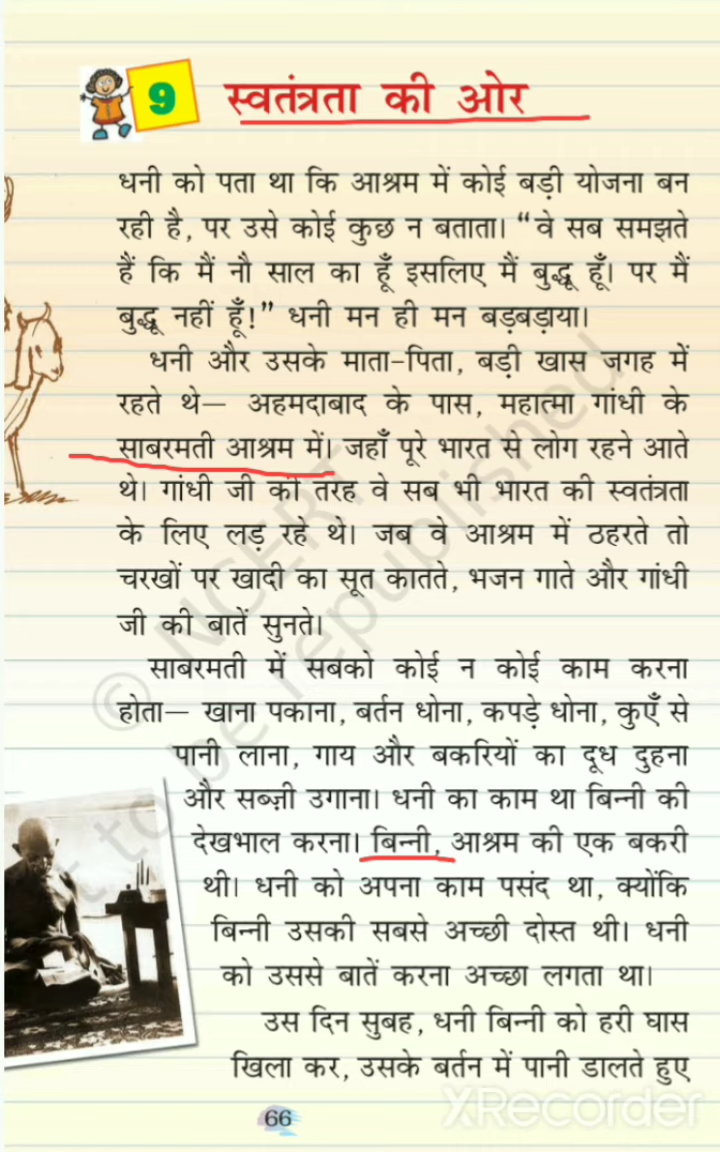 9 स्वतंत्रता की ओर
धनी को पता था कि आश्रम में कोई बड़ी योजना बन
रही है, पर उसे कोई कुछ न बताता। “वे सब समझते
हैं कि मैं नौ साल का हूँ इसलिए मैं बुद्धू हूँ। पर मैं
बुद्धू नहीं हूँ!” धनी मन ही मन बड़बड़ाया।
धनी और उसके माता-पिता, बड़ी खास जगह में
रहते थे— अहमदाबाद के पास, महात्मा गांधी के
साबरमती आश्रम में। जहाँ पूरे भारत से लोग रहने आते
थे। गांधी जी की तरह वे सब भी भारत की स्वतंत्रता
के लिए लड़ रहे थे। जब वे आश्रम में ठहरते तो
चरखों पर खादी का सूत कातते, भजन गाते और गांधी
जी की बातें सुनते।
साबरमती में सबको कोई न कोई काम करना
होता— खाना पकाना, बर्तन धोना, कपड़े धोना, कुएँ से
पानी लाना, गाय और बकरियों का दूध दुहना
और सब्ज़ी उगाना। धनी का काम था बिन्नी की
देखभाल करना। बिन्नी, आश्रम की एक बकरी
थी। धनी को अपना काम पसंद था, क्योंकि
बिन्नी उसकी सबसे अच्छी दोस्त थी। धनी
को उससे बातें करना अच्छा लगता था।
उस दिन सुबह, धनी बिन्नी को हरी घास
खिला कर, उसके बर्तन में पानी डालते हुए
66
© NCERT
t to be republished
XRecorder